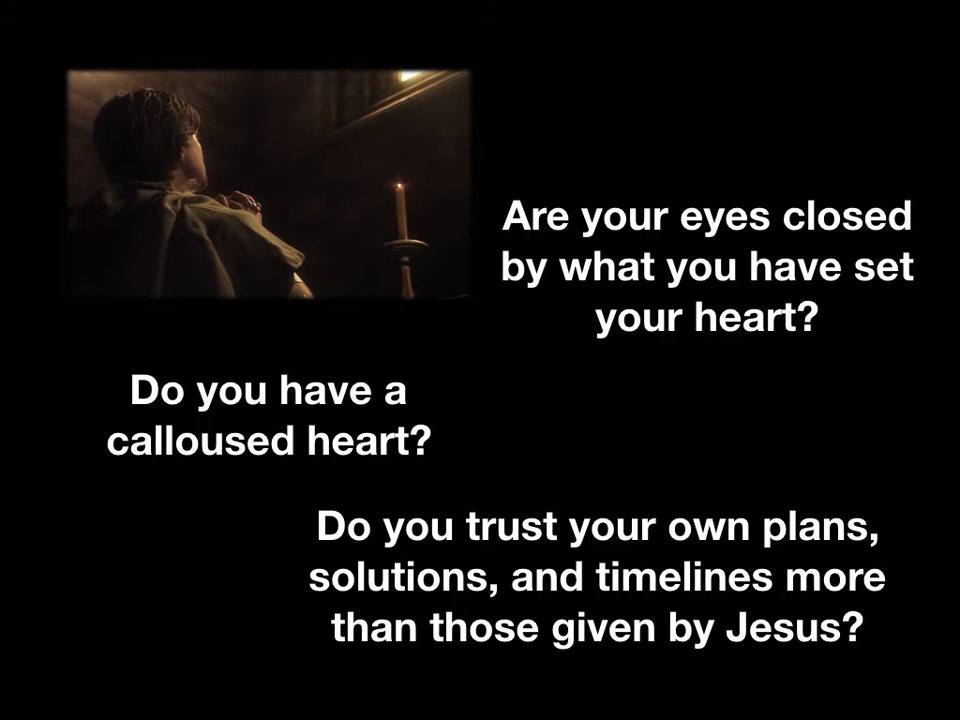 Are your eyes closed
by what you have set
your heart?
Do you have a
calloused heart?
Do you trust your own plans,
solutions, and timelines more
than those given by Jesus?